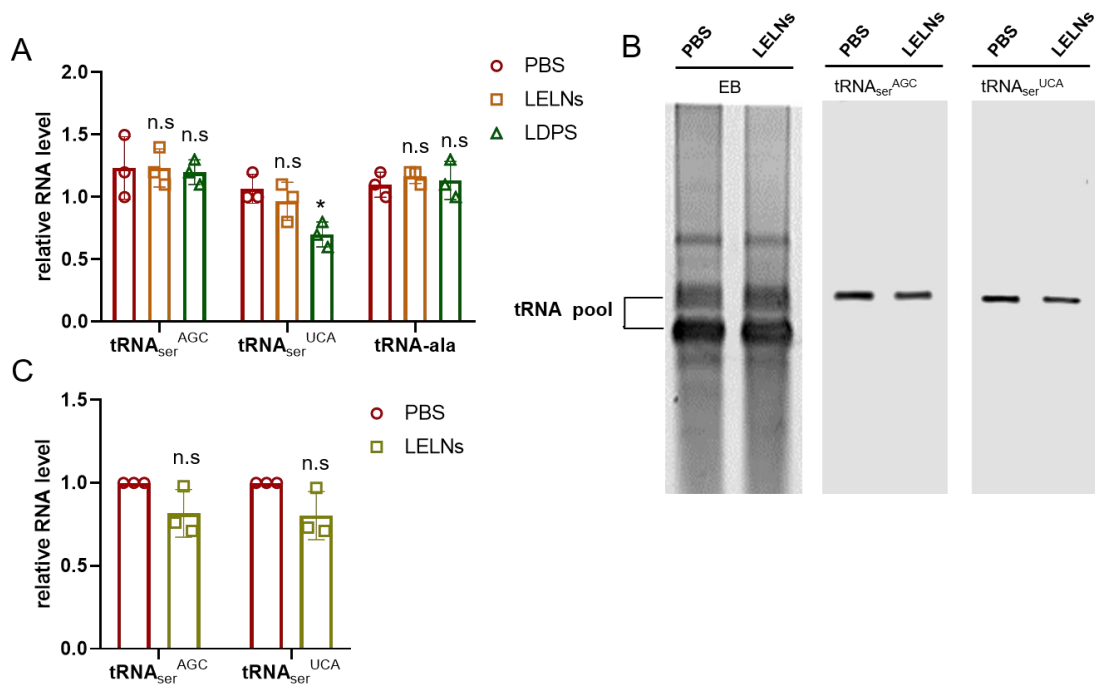 A
relative RNA level
2.0
1.5
1.0
0.5
0.0
n.s
n.s
n.s
*
n.s
n.s
tRNAser AGC
tRNAser UCA
tRNA-ala
PBS
LELNs
LDPS
B
PBS LELNs
EB
PBS LELNs
tRNAser AGC
PBS LELNs
tRNAser UCA
tRNA pool
C
relative RNA level
1.5
1.0
0.5
0.0
n.s
n.s
tRNAser AGC
tRNAser UCA
PBS
LELNs